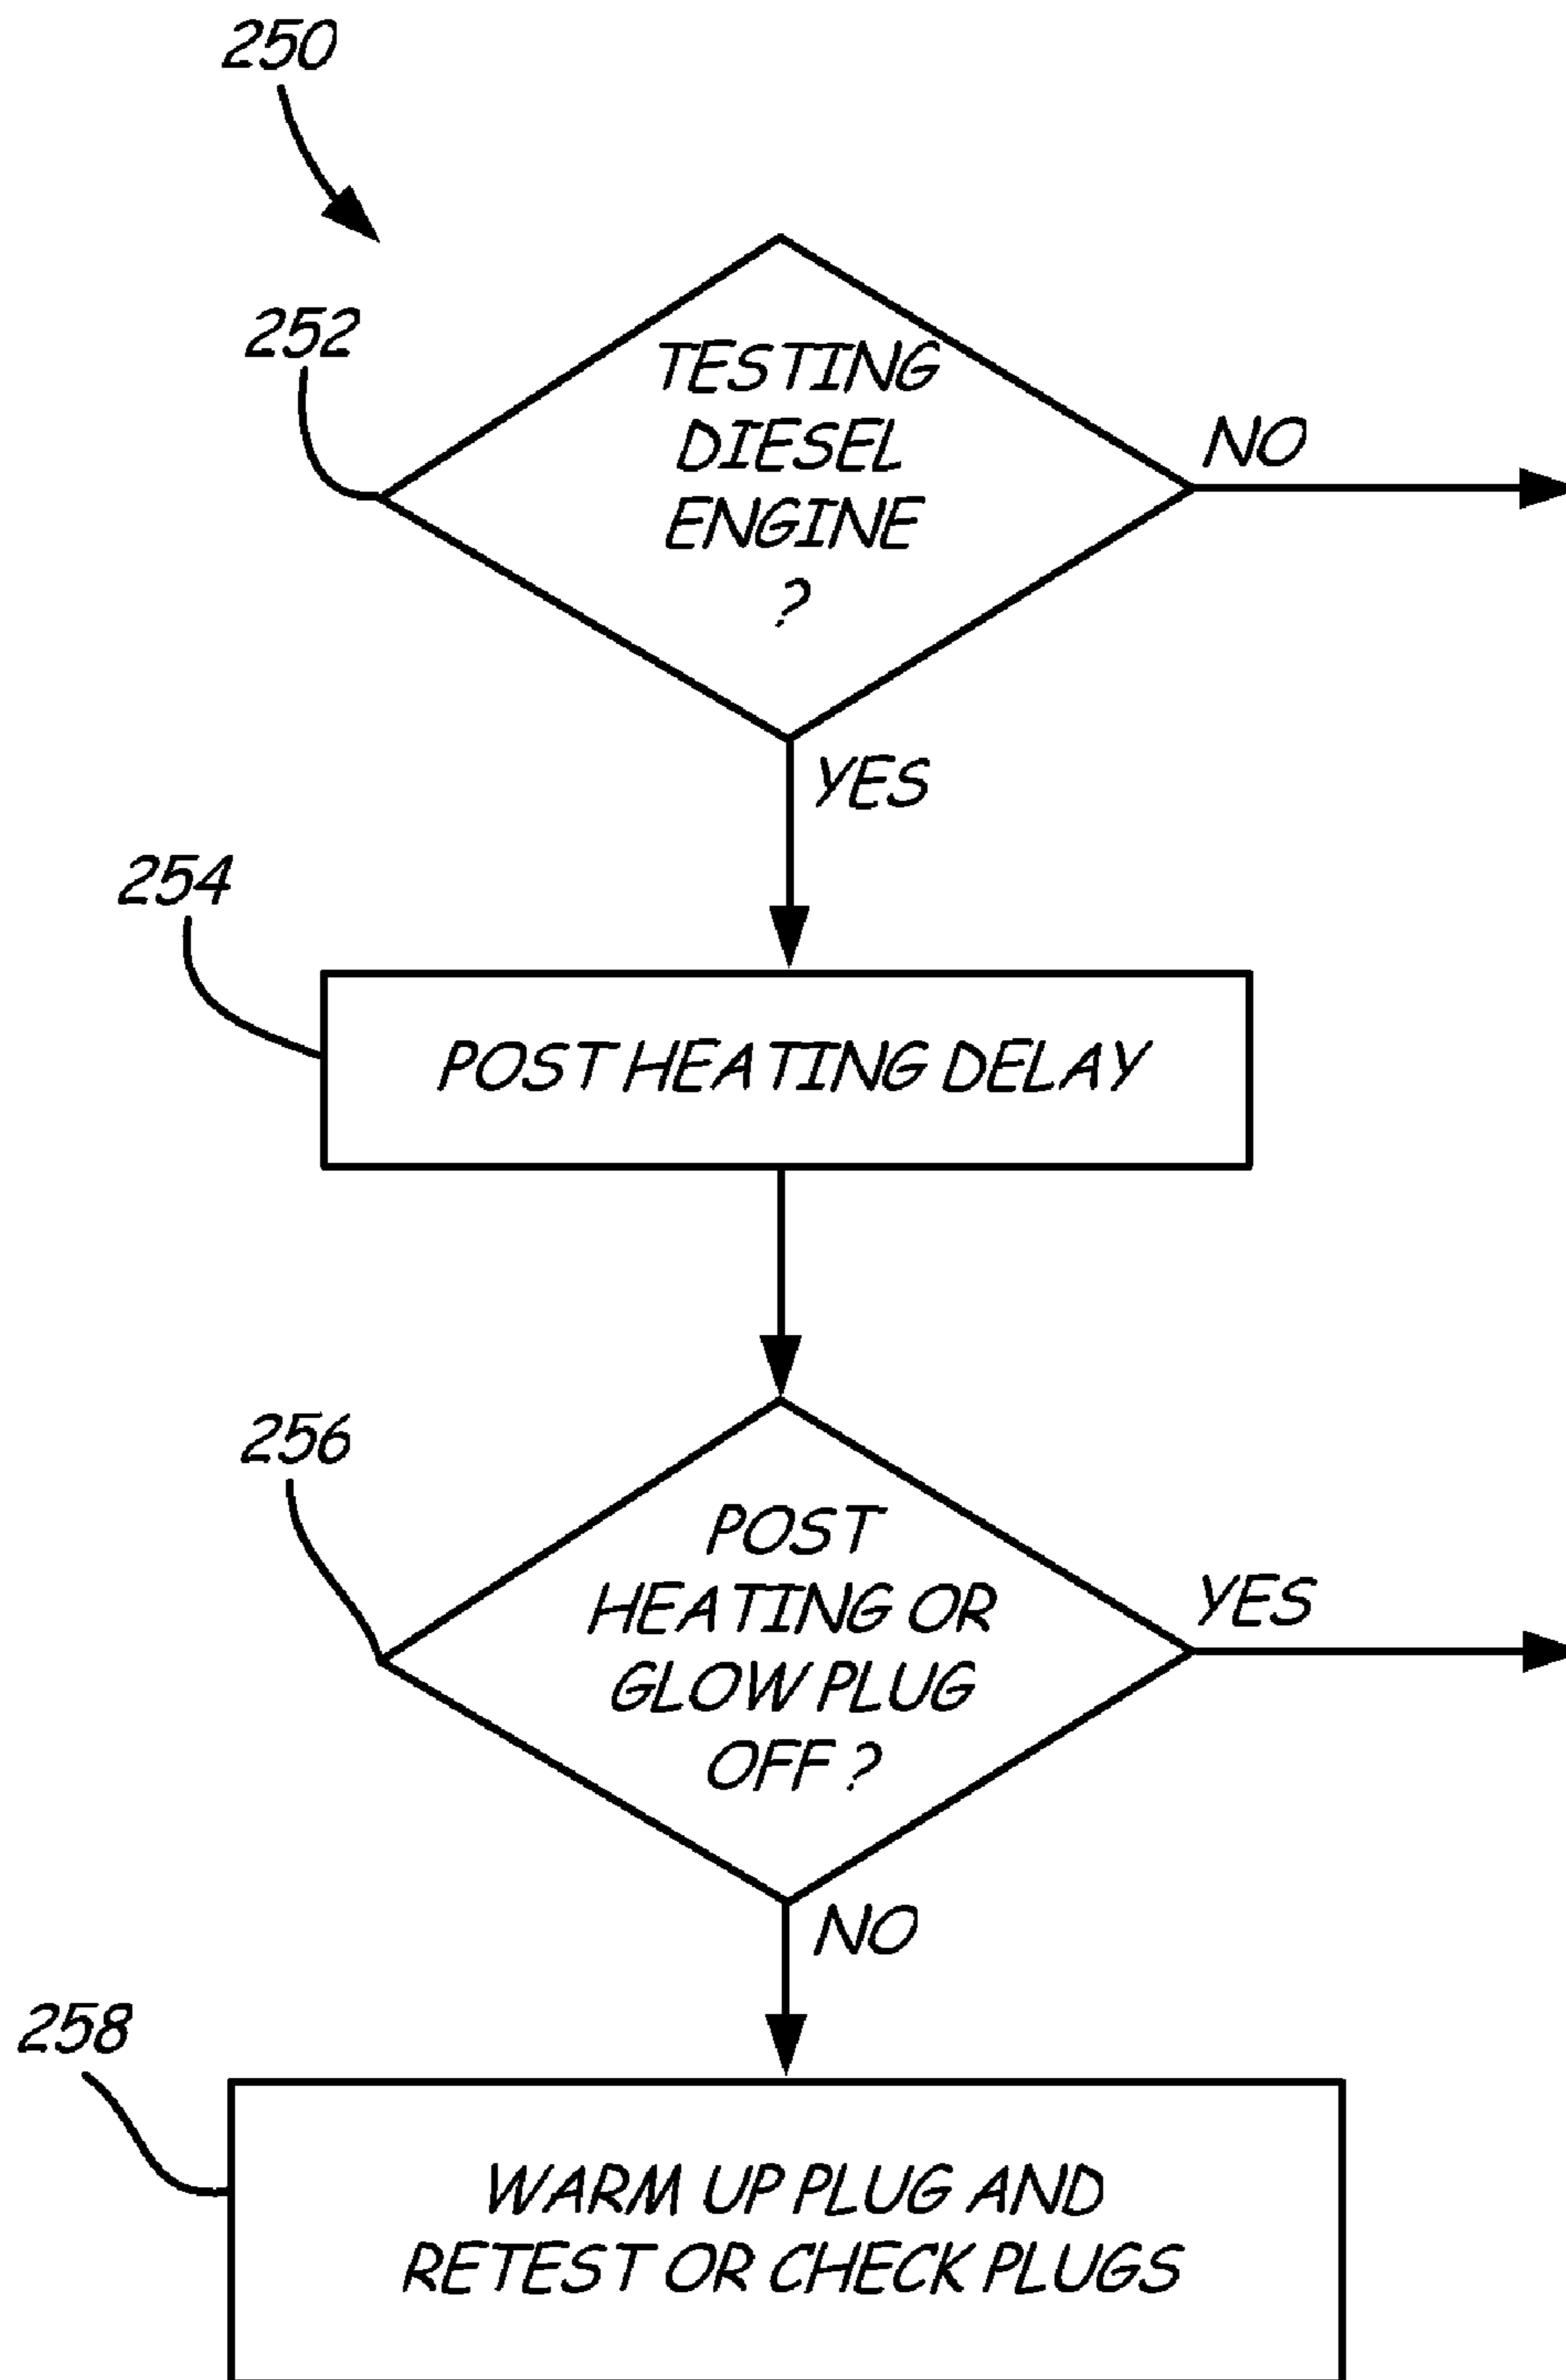 250
252
TESTING
DIESEL
ENGINE
?
NO
YES
254
POST HEATING DELAY
256
POST
HEATING OR
GLOW PLUG
OFF ?
YES
NO
258
WARM UP PLUG AND
RETEST OR CHECK PLUGS